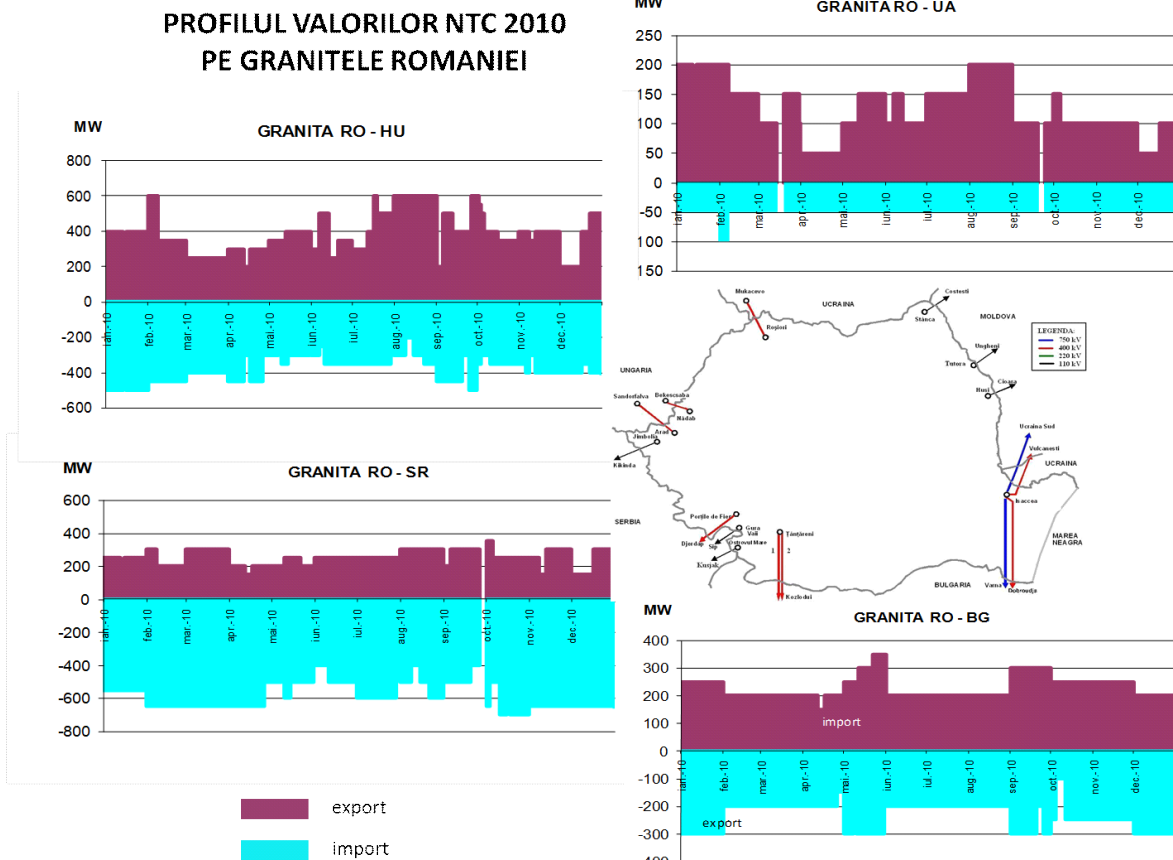 PROFILUL VALORILOR NTC 2010
PE GRANITELE ROMANIEI
MW
GRANITA RO - HU
800
600
400
200
0
-200
-400
-600
ian.-10
feb.-10
mar.-10
apr.-10
mai.-10
iun.-10
iul.-10
aug.-10
sep.-10
oct.-10
nov.-10
dec.-10
MW
GRANITA RO - SR
600
400
200
0
-200
-400
-600
-800
ian.-10
feb.-10
mar.-10
apr.-10
mai.-10
iun.-10
iul.-10
aug.-10
sep.-10
oct.-10
nov.-10
dec.-10
export
import
MW
GRANITA RO - UA
250
200
150
100
50
0
-50
100
150
ian.-10
feb.-10
mar.-10
apr.-10
mai.-10
iun.-10
iul.-10
aug.-10
sep.-10
oct.-10
nov.-10
dec.-10
Mukaceve
UCRAINA
Costesti
Stânca
MOLDOVA
Roşiori
LEGENDA:
750 kV
400 kV
220 kV
110 kV
Ungheni
Tutora
UNGARIA
Cioara
Husi
Sandorfalva
Bekescsaba
Nădab
Arad
Jimbolia
Kikinda
Ucraina Sud
Vulcanesti
UCRAINA
Isaccea
SERBIA
Porţile de Fier
Gura
Văii
Djerdap
Sip
Ostrovul Mare
Kusjak
Ţânţăreni
1
2
MAREA
NEAGRA
BULGARIA
Varna
Dobroudja
Kozlodui
MW
GRANITA RO - BG
400
300
200
100
0
-100
-200
-300
-400
import
ian.-10
feb.-10
mar.-10
apr.-10
mai.-10
iun.-10
iul.-10
aug.-10
sep.-10
oct.-10
nov.-10
dec.-10
export